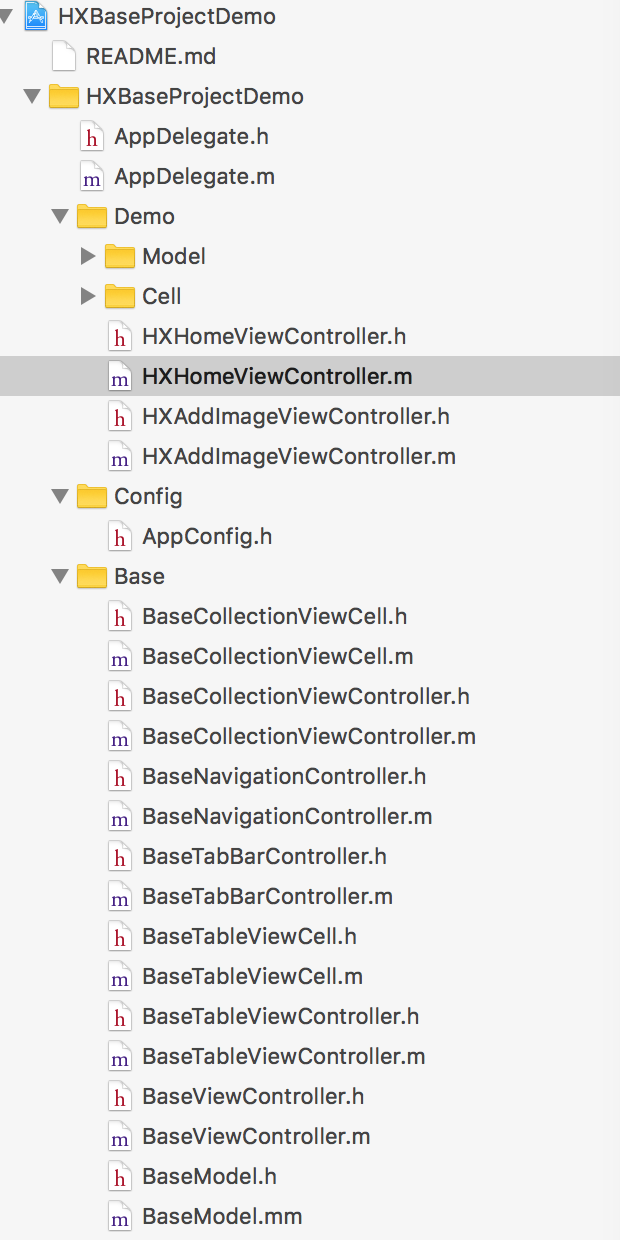 HXBaseProjectDemo
README.md
HXBaseProjectDemo
h AppDelegate.h
m AppDelegate.m
Demo
Model
Cell
h HXHomeViewController.h
m HXHomeViewController.m
h HXAddImageViewController.h
m HXAddImageViewController.m
Config
h AppConfig.h
Base
h BaseCollectionViewCell.h
m BaseCollectionViewCell.m
h BaseCollectionViewController.h
m BaseCollectionViewController.m
h BaseNavigationController.h
m BaseNavigationController.m
h BaseTabBarController.h
m BaseTabBarController.m
h BaseTableViewCell.h
m BaseTableViewCell.m
h BaseTableViewController.h
m BaseTableViewController.m
h BaseViewController.h
m BaseViewController.m
h BaseModel.h
m BaseModel.mm